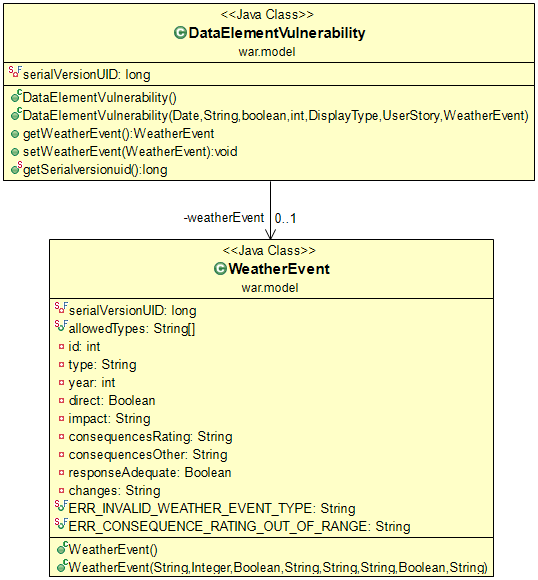 <<Java Class>>
DataElementVulnerability
war.model
serialVersionUID: long
DataElementVulnerability()
DataElementVulnerability(Date,String,boolean,int,DisplayType,UserStory,WeatherEvent)
getWeatherEvent():WeatherEvent
setWeatherEvent(WeatherEvent):void
getSerialversionuid():long
-weatherEvent 0..1
<<Java Class>>
WeatherEvent
war.model
serialVersionUID: long
allowedTypes: String[]
id: int
type: String
year: int
direct: Boolean
impact: String
consequencesRating: String
consequencesOther: String
responseAdequate: Boolean
changes: String
ERR_INVALID_WEATHER_EVENT_TYPE: String
ERR_CONSEQUENCE_RATING_OUT_OF_RANGE: String
WeatherEvent()
WeatherEvent(String,Integer,Boolean,String,String,String,Boolean,String)